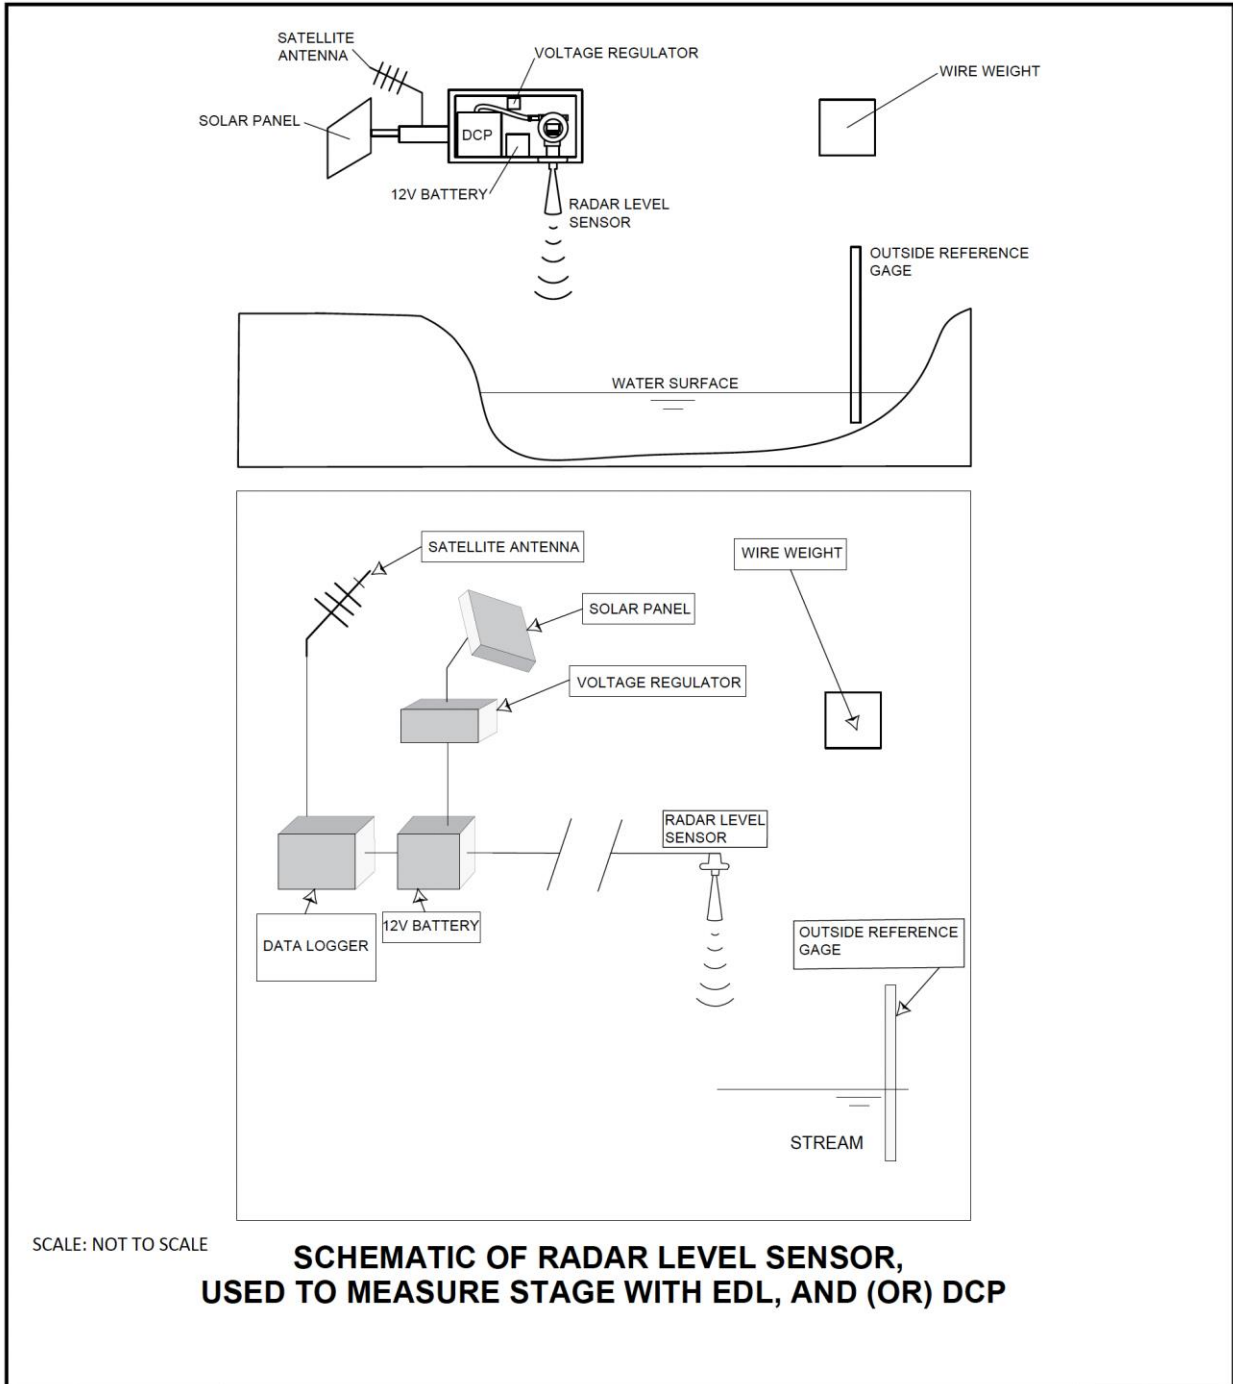 SATELLITE
ANTENNA
VOLTAGE REGULATOR
WIRE WEIGHT
SOLAR PANEL
DCP
12V BATTERY
RADAR LEVEL
SENSOR
OUTSIDE REFERENCE
GAGE
WATER SURFACE
SATELLITE ANTENNA
WIRE WEIGHT
SOLAR PANEL
VOLTAGE REGULATOR
RADAR LEVEL
SENSOR
12V BATTERY
DATA LOGGER
OUTSIDE REFERENCE
GAGE
STREAM
SCALE: NOT TO SCALE
SCHEMATIC OF RADAR LEVEL SENSOR,
USED TO MEASURE STAGE WITH EDL, AND (OR) DCP